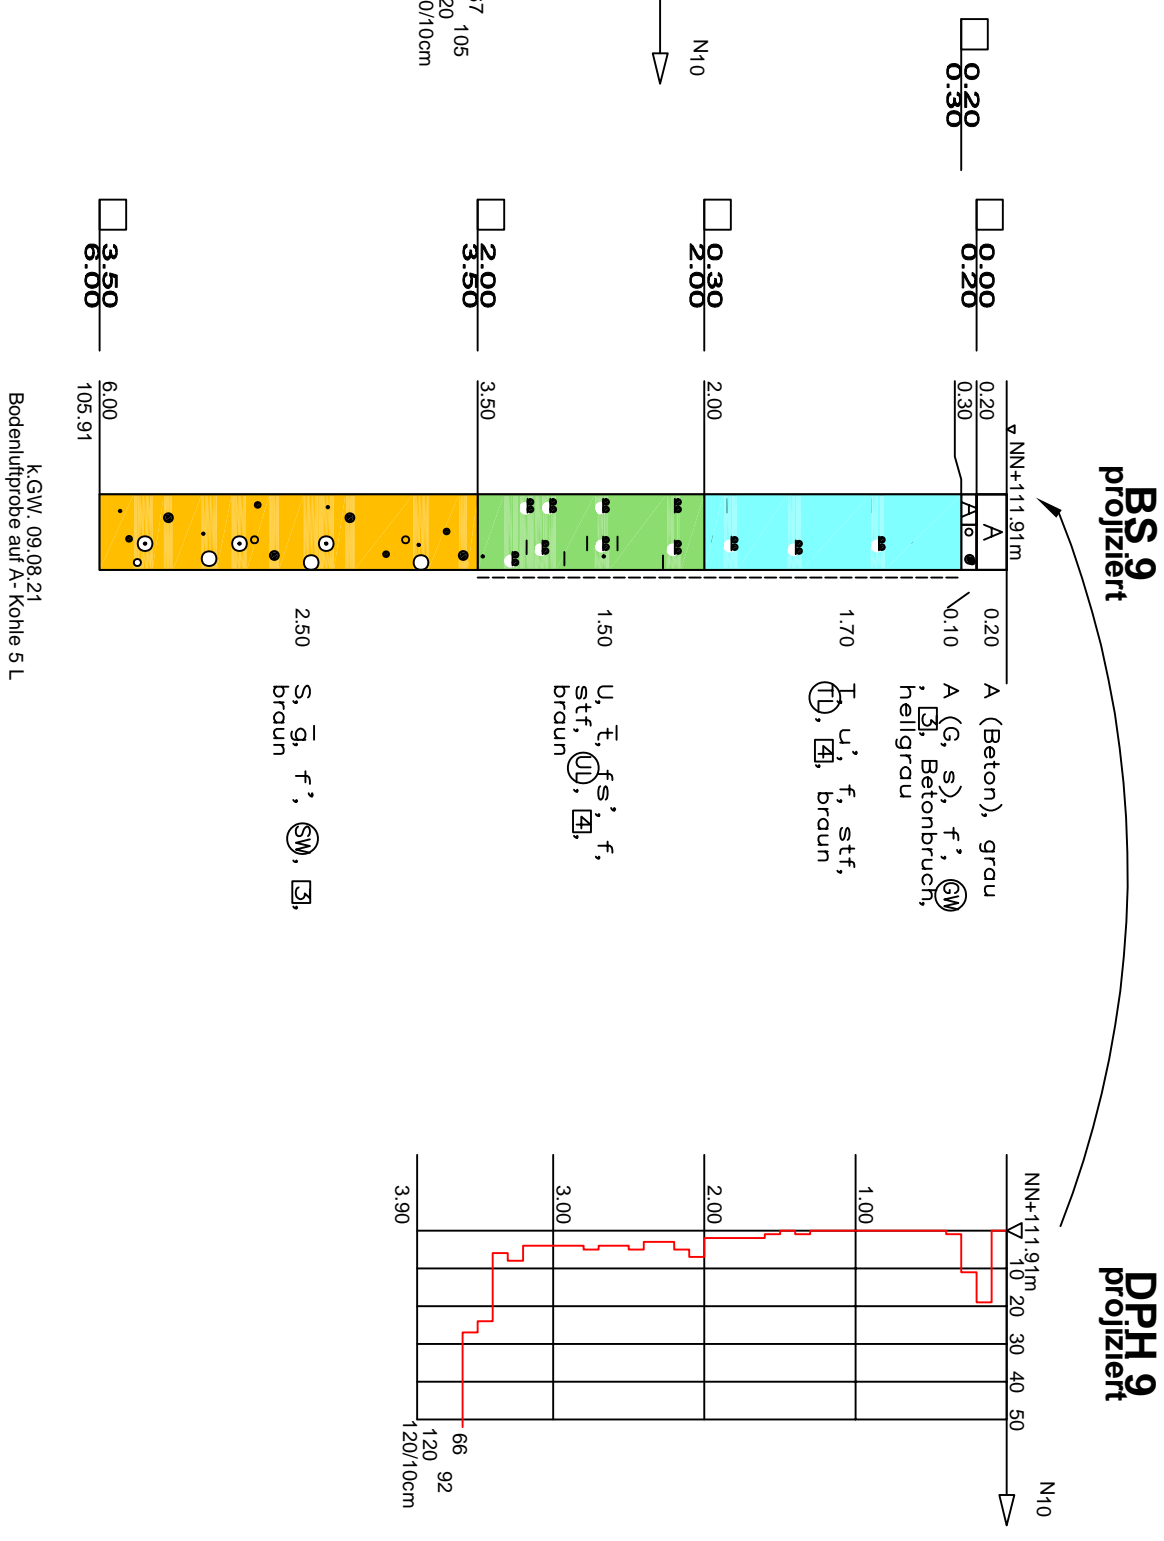 BS 9
projiziert
DPH 9
projiziert
NN+111.91m
0.20
0.30
2.00
3.50
6.00
105.91
0.20
0.30
0.00
0.20
0.30
2.00
2.00
3.50
3.50
6.00
A
A
0.20 A (Beton), grau
0.10 A (G, s), f', GW
, 3, Betonbruch,
hellgrau
1.70 T, u', f, stf,
TL, 4, braun
1.50 U, t̅, fs', f,
stf, UL, 4,
braun
2.50 S, g̅, f', SW, 3,
braun
k.GW. 09.08.21
Bodenluftprobe auf A- Kohle 5 L
NN+111.91m
10 20 30 40 50
N10
1.00
2.00
3.00
3.90
66
92
120
120/10cm
N10
105